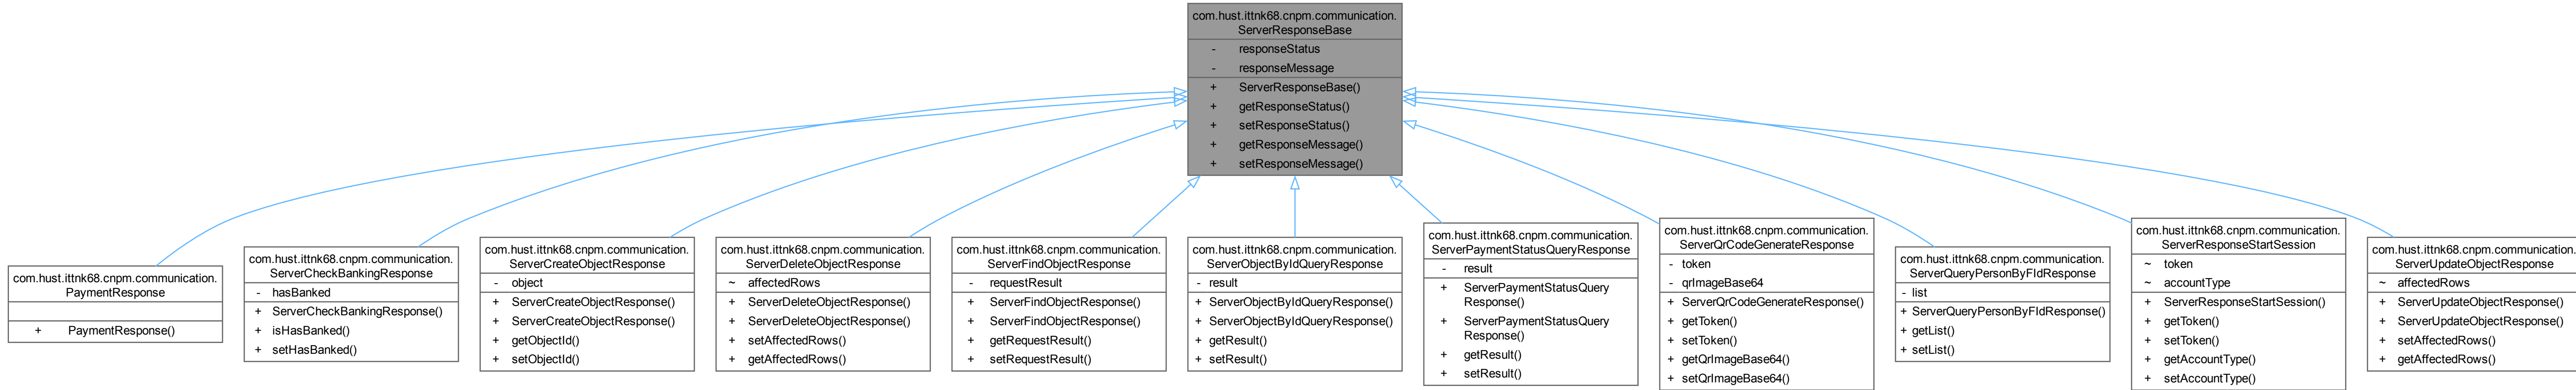 com.hust.ittnk68.cnpm.communication.
ServerResponseBase
- responseStatus
- responseMessage
+ ServerResponseBase()
+ getResponseStatus()
+ setResponseStatus()
+ getResponseMessage()
+ setResponseMessage()
com.hust.ittnk68.cnpm.communication.
PaymentResponse
+ PaymentResponse()
com.hust.ittnk68.cnpm.communication.
ServerCheckBankingResponse
- hasBanked
+ ServerCheckBankingResponse()
+ isHasBanked()
+ setHasBanked()
com.hust.ittnk68.cnpm.communication.
ServerCreateObjectResponse
- object
+ ServerCreateObjectResponse()
+ ServerCreateObjectResponse()
+ getObjectId()
+ setObjectId()
com.hust.ittnk68.cnpm.communication.
ServerDeleteObjectResponse
~ affectedRows
+ ServerDeleteObjectResponse()
+ ServerDeleteObjectResponse()
+ setAffectedRows()
+ getAffectedRows()
com.hust.ittnk68.cnpm.communication.
ServerFindObjectResponse
- requestResult
+ ServerFindObjectResponse()
+ ServerFindObjectResponse()
+ getRequestResult()
+ setRequestResult()
com.hust.ittnk68.cnpm.communication.
ServerObjectByIdQueryResponse
- result
+ ServerObjectByIdQueryResponse()
+ ServerObjectByIdQueryResponse()
+ getResult()
+ setResult()
com.hust.ittnk68.cnpm.communication.
ServerPaymentStatusQueryResponse
- result
+ ServerPaymentStatusQuery
Response()
+ ServerPaymentStatusQuery
Response()
+ getResult()
+ setResult()
com.hust.ittnk68.cnpm.communication.
ServerQrCodeGenerateResponse
- token
- qrImageBase64
+ ServerQrCodeGenerateResponse()
+ getToken()
+ setToken()
+ getQrImageBase64()
+ setQrImageBase64()
com.hust.ittnk68.cnpm.communication.
ServerQueryPersonByFIdResponse
- list
+ ServerQueryPersonByFIdResponse()
+ getList()
+ setList()
com.hust.ittnk68.cnpm.communication.
ServerResponseStartSession
~ token
~ accountType
+ ServerResponseStartSession()
+ getToken()
+ setToken()
+ getAccountType()
+ setAccountType()
com.hust.ittnk68.cnpm.communication.
ServerUpdateObjectResponse
~ affectedRows
+ ServerUpdateObjectResponse()
+ ServerUpdateObjectResponse()
+ setAffectedRows()
+ getAffectedRows()